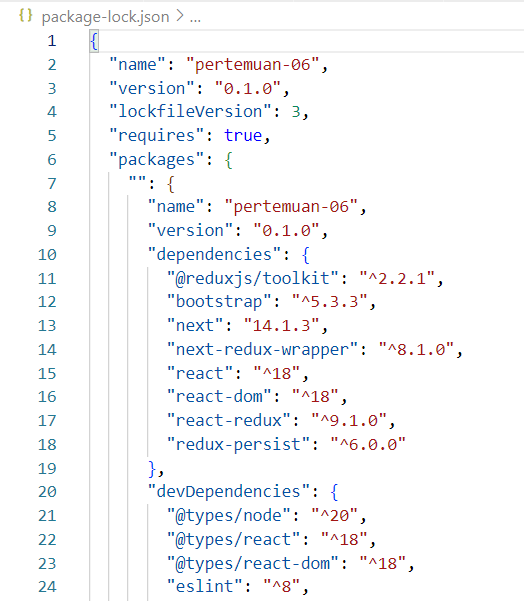 {} package-lock.json > ...
1 {
2 "name": "pertemuan-06",
3 "version": "0.1.0",
4 "lockfileVersion": 3,
5 "requires": true,
6 "packages": {
7 "": {
8 "name": "pertemuan-06",
9 "version": "0.1.0",
10 "dependencies": {
11 "@reduxjs/toolkit": "^2.2.1",
12 "bootstrap": "^5.3.3",
13 "next": "14.1.3",
14 "next-redux-wrapper": "^8.1.0",
15 "react": "^18",
16 "react-dom": "^18",
17 "react-redux": "^9.1.0",
18 "redux-persist": "^6.0.0"
19 },
20 "devDependencies": {
21 "@types/node": "^20",
22 "@types/react": "^18",
23 "@types/react-dom": "^18",
24 "eslint": "^8",